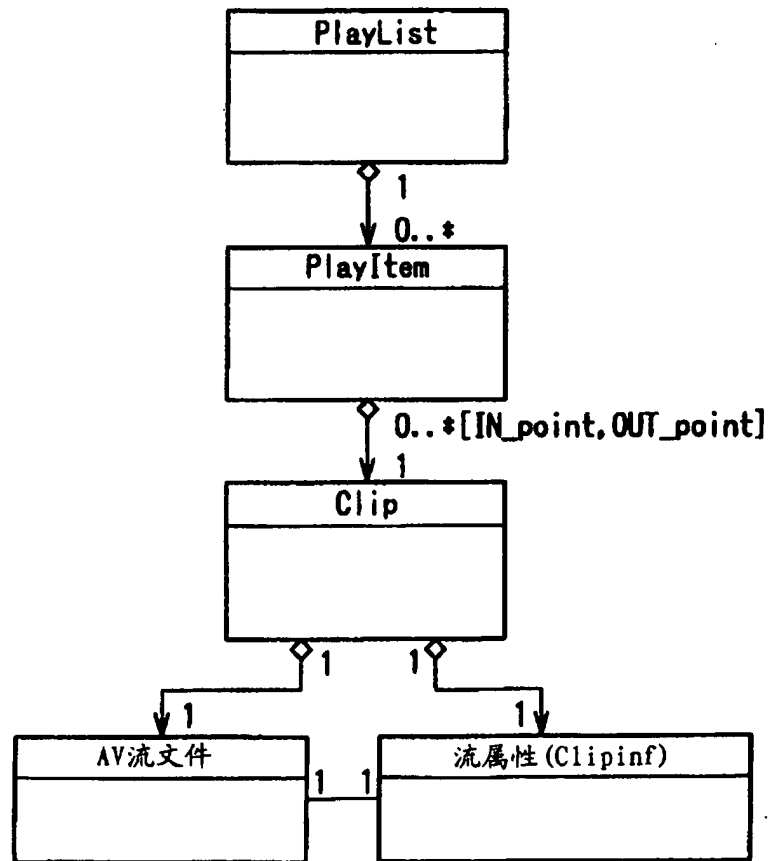 PlayList
1
0..*
PlayItem
0..*[IN_point,OUT_point]
1
Clip
1
1
1
1
AV流文件
流属性(Clipinf)
1
1